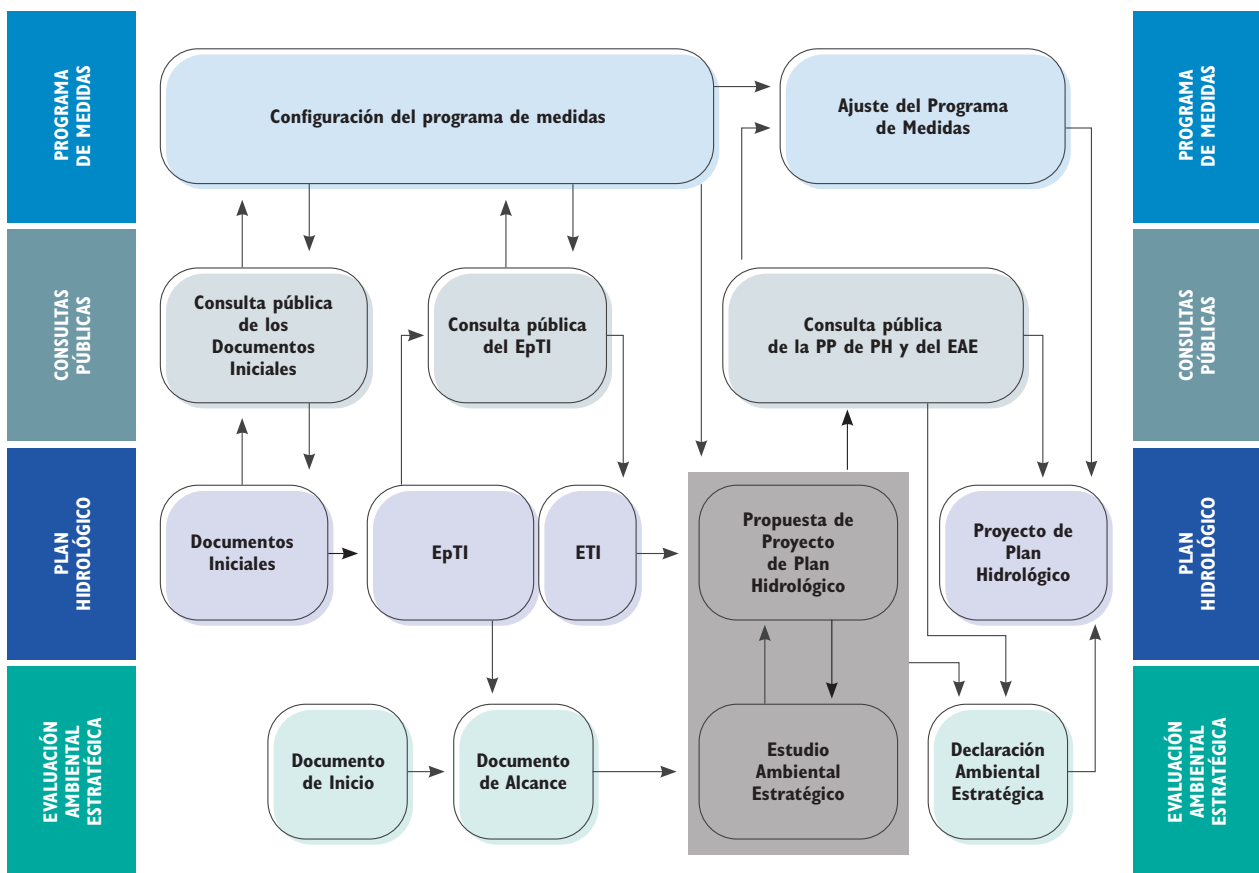 PROGRAMA
DE MEDIDAS
Configuración del programa de medidas
Ajuste del Programa
de Medidas
PROGRAMA
DE MEDIDAS
CONSULTAS
PÚBLICAS
Consulta pública
de los
Documentos
Iniciales
Consulta pública
del EpTI
Consulta pública
de la PP de PH y del EAE
CONSULTAS
PÚBLICAS
PLAN
HIDROLÓGICO
Documentos
Iniciales
EpTI
ETI
Propuesta de
Proyecto
de Plan
Hidrológico
Proyecto de
Plan
Hidrológico
PLAN
HIDROLÓGICO
EVALUACIÓN
AMBIENTAL
ESTRATÉGICA
Documento
de Inicio
Documento
de Alcance
Estudio
Ambiental
Estratégico
Declaración
Ambiental
Estratégica
EVALUACIÓN
AMBIENTAL
ESTRATÉGICA